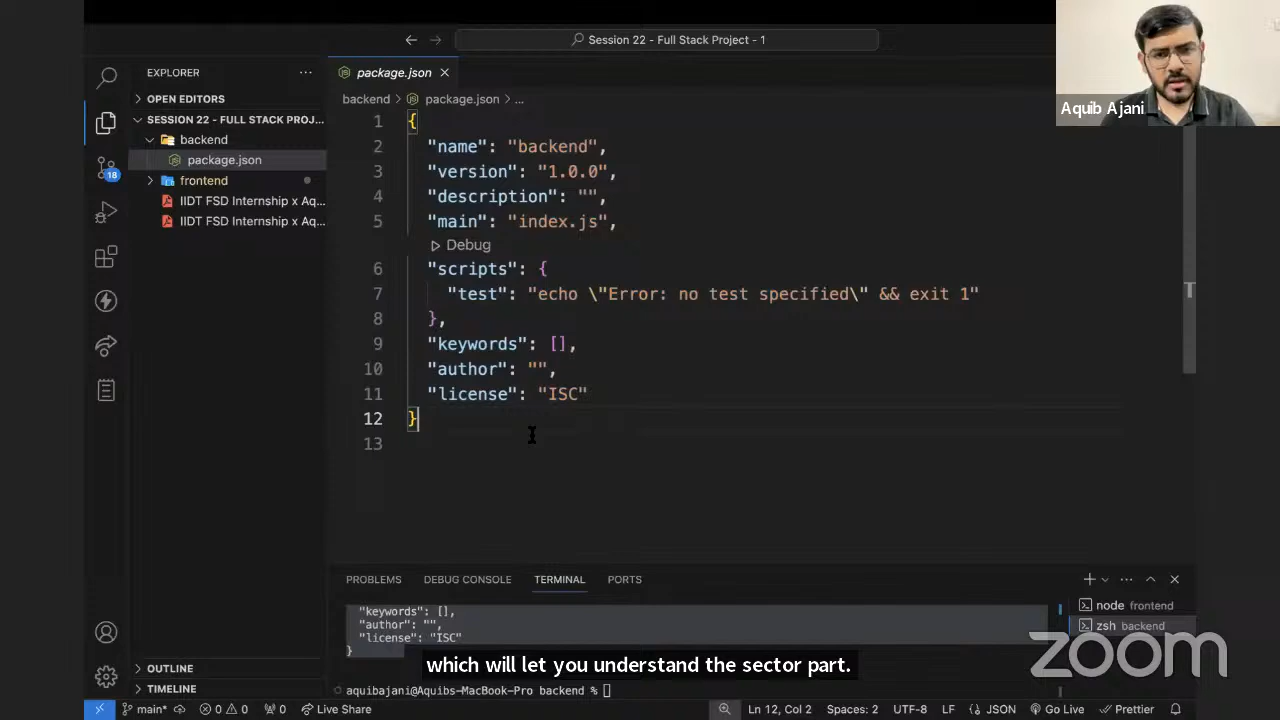 Session 22 - Full Stack Project - 1
Aquib Ajani
EXPLORER
OPEN EDITORS
SESSION 22 - FULL STACK PROJ...
backend
package.json
frontend
IIDT FSD Internship x Aq...
IIDT FSD Internship x Aq...
18
OUTLINE
TIMELINE
package.json
backend > package.json > ...
1 {
2 "name": "backend",
3 "version": "1.0.0",
4 "description": "",
5 "main": "index.js",
Debug
6 "scripts": {
7 "test": "echo \"Error: no test specified\" && exit 1"
8 },
9 "keywords": [],
10 "author": "",
11 "license": "ISC"
12 }
13
PROBLEMS DEBUG CONSOLE TERMINAL PORTS
"keywords": [],
"author": "",
"license": "ISC"
}
node frontend
zsh backend
which will let you understand the sector part.
aquibajani@Aquibs-MacBook-Pro backend %
zoom
main* 0 0 0 Live Share Ln 12, Col 2 Spaces: 2 UTF-8 LF {} JSON Go Live Prettier